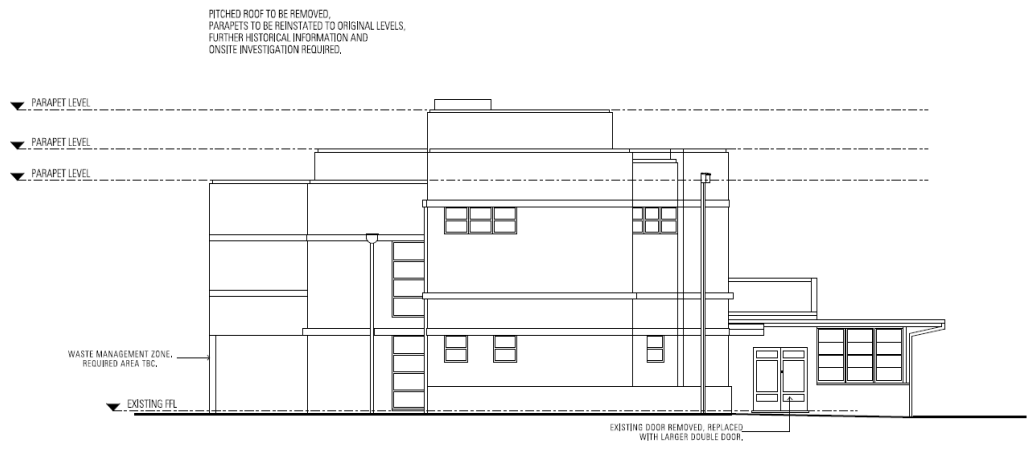 PITCHED ROOF TO BE REMOVED,
PARAPETS TO BE REINSTATED TO ORIGINAL LEVELS,
FURTHER HISTORICAL INFORMATION AND
ONSITE INVESTIGATION REQUIRED.
PARAPET LEVEL
PARAPET LEVEL
PARAPET LEVEL
WASTE MANAGEMENT ZONE.
REQUIRED AREA TBC.
EXISTING FFL
EXISTING DOOR REMOVED, REPLACED
WITH LARGER DOUBLE DOOR.